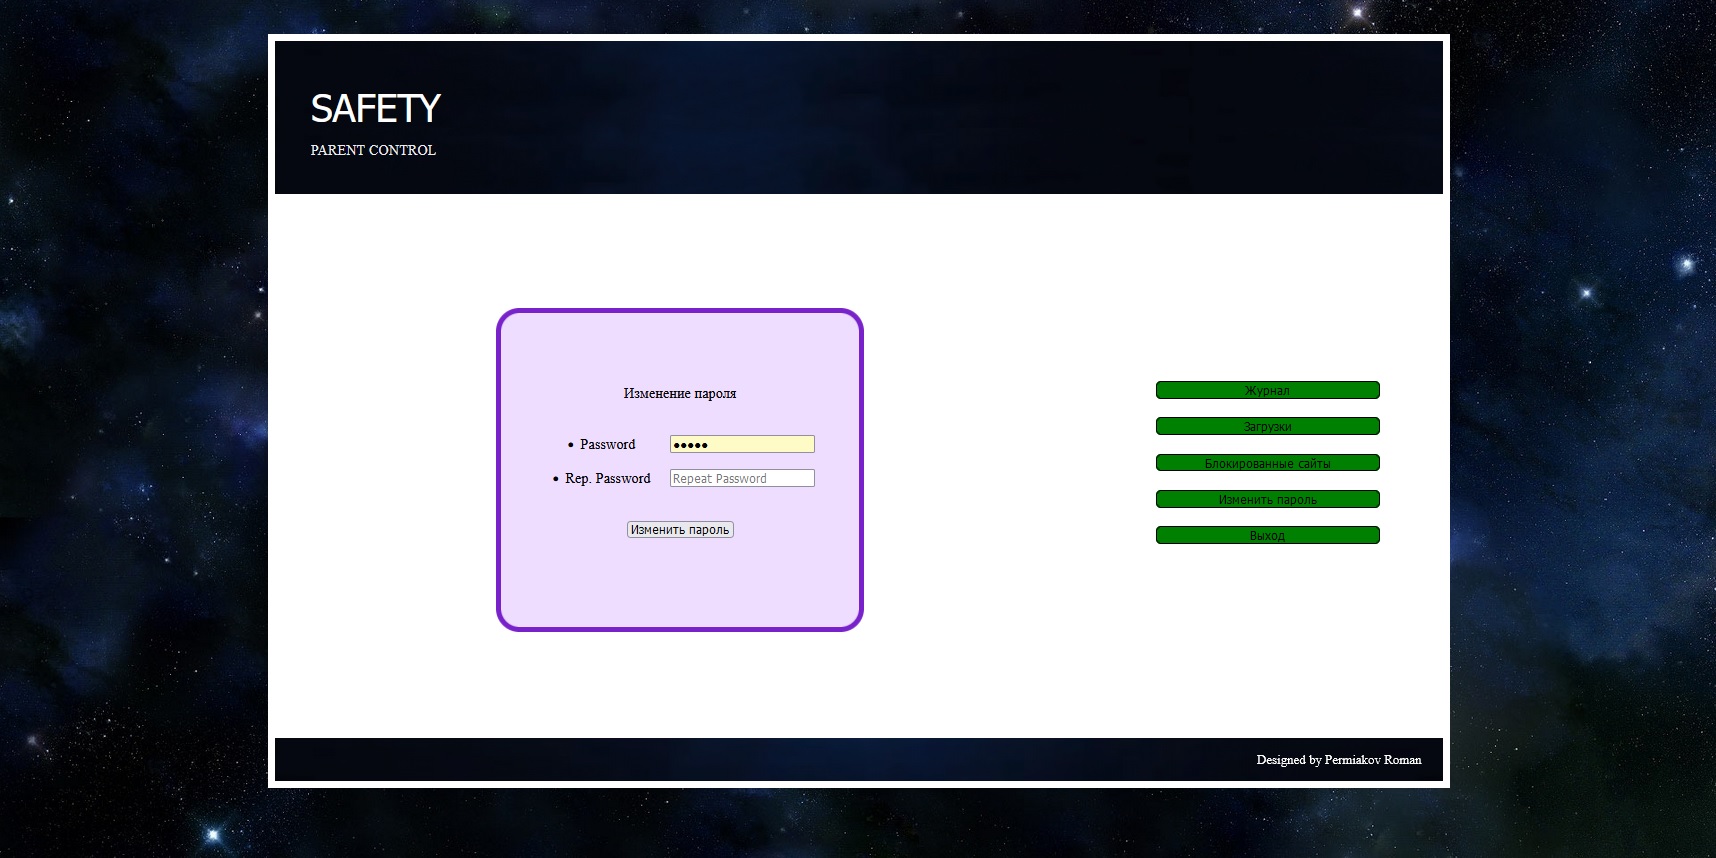 SAFETY
PARENT CONTROL
Изменение пароля
Password
●●●●●
Rep. Password
Repeat Password
Изменить пароль
Журнал
Загрузки
Блокированные сайты
Изменить пароль
Выход
Designed by Permiakov Roman